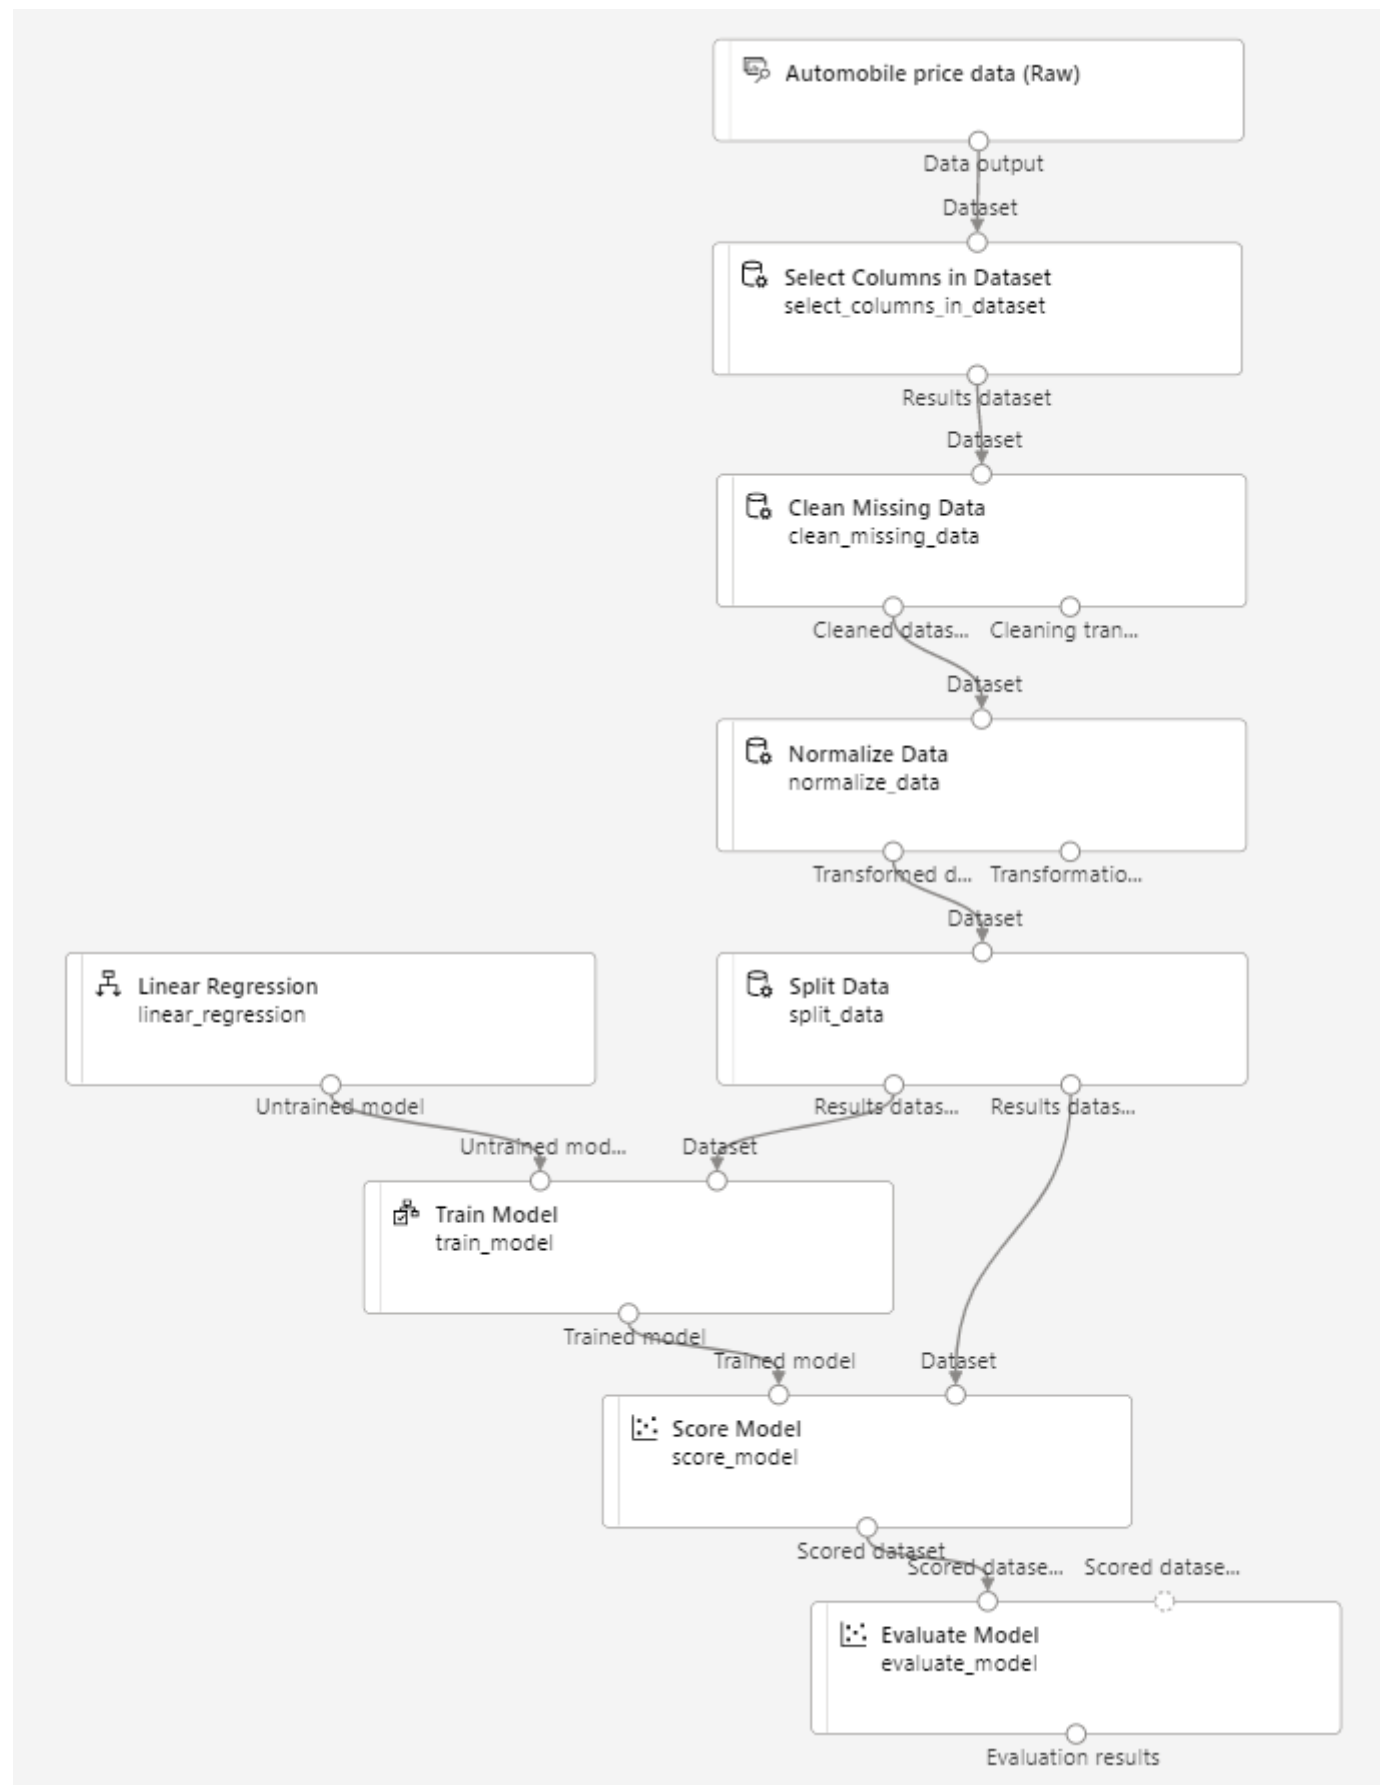 Automobile price data (Raw)
Data output
Dataset
Select Columns in Dataset
select_columns_in_dataset
Results dataset
Dataset
Clean Missing Data
clean_missing_data
Cleaned datas... Cleaning tran...
Dataset
Normalize Data
normalize_data
Transformed d... Transformatio...
Dataset
Linear Regression
linear_regression
Split Data
split_data
Untrained model
Results datas... Results datas...
Untrained mod... Dataset
Train Model
train_model
Trained model
Trained model Dataset
Score Model
score_model
Scored dataset
Scored datase... Scored datase...
Evaluate Model
evaluate_model
Evaluation results